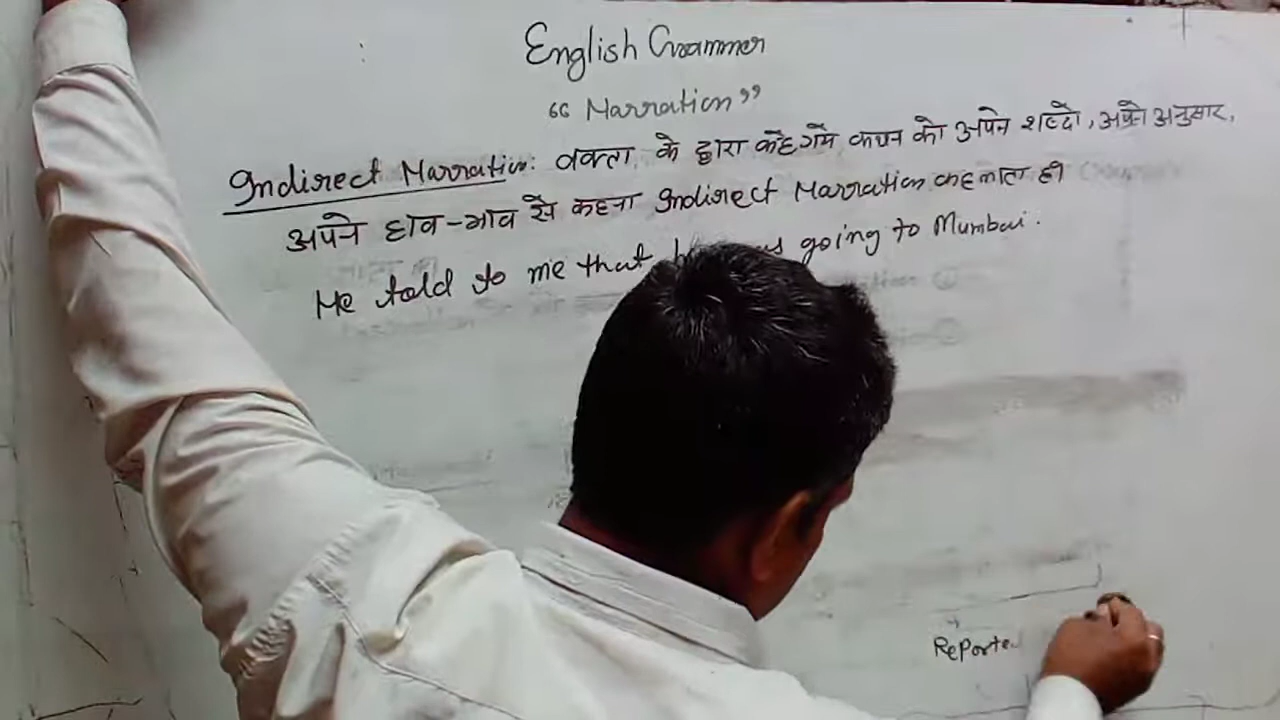 English Grammer
“ Narration ”
Indirect Narration: वक्ता के द्वारा कहे गये कथन को अपने शब्दों, अपने अनुसार,
अपने हाव-भाव से कहना Indirect Narration कहलाता है।
He told to me that going to Mumbai.
Reporte